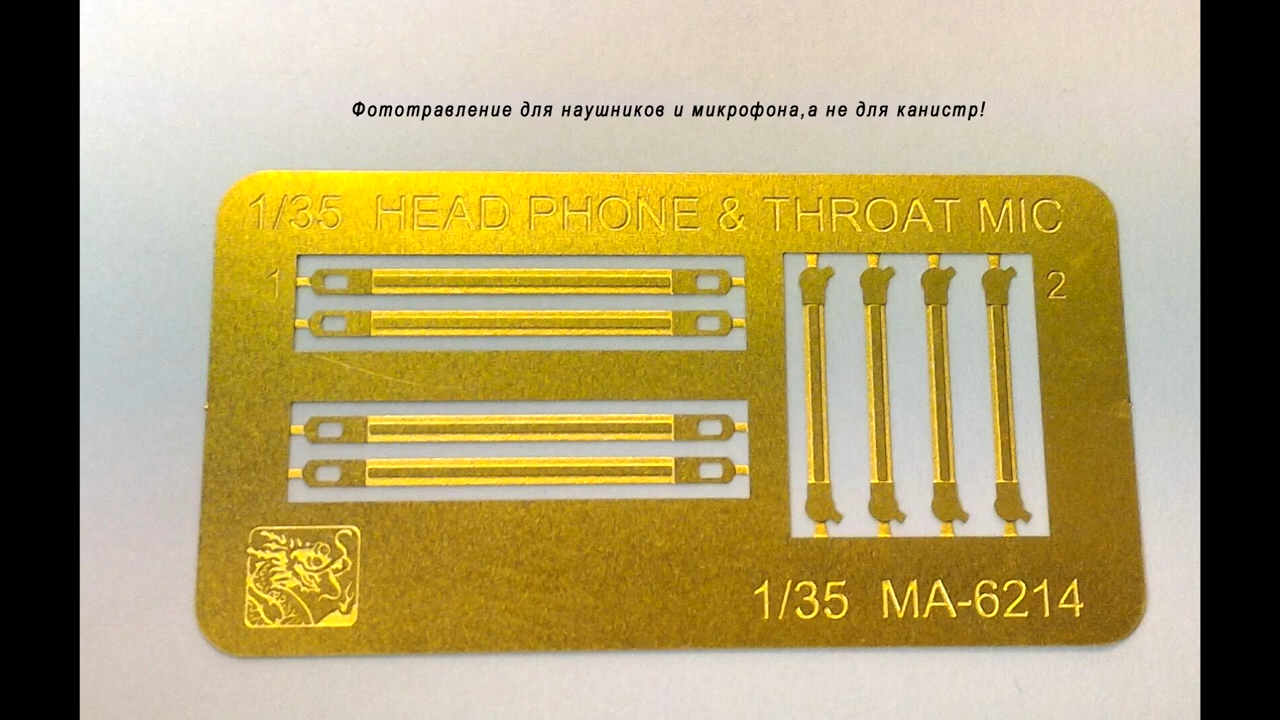 Фототравление для наушников и микрофона,а не для канистр!
1/35 HEAD PHONE & THROAT MIC
1
2
1/35 MA-6214